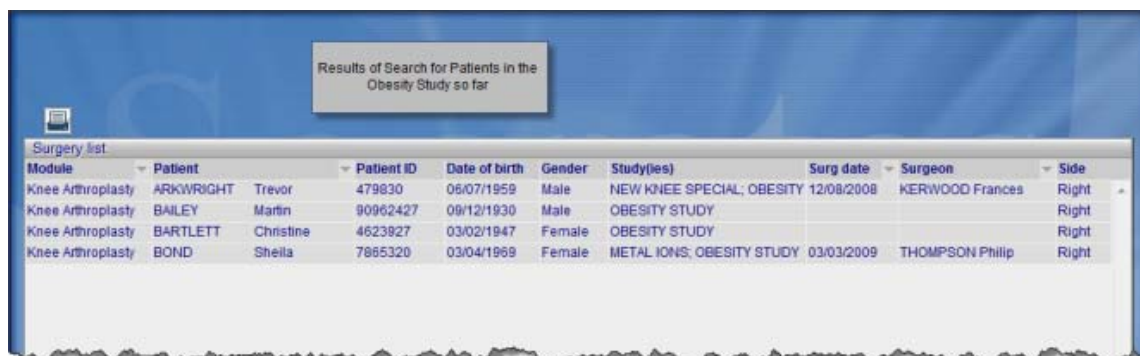 Results of Search for Patients in the
Obesity Study so far
Surgery list
Module Patient Patient ID Date of birth Gender Study(ies) Surg date Surgeon Side
Knee Arthroplasty ARKWRIGHT Trevor 479830 06/07/1959 Male NEW KNEE SPECIAL; OBESITY 12/08/2008 KERWOOD Frances Right
Knee Arthroplasty BAILEY Martin 90962427 09/12/1930 Male OBESITY STUDY Right
Knee Arthroplasty BARTLETT Christine 4623927 03/02/1947 Female OBESITY STUDY Right
Knee Arthroplasty BOND Sheila 7865320 03/04/1969 Female METAL IONS; OBESITY STUDY 03/03/2009 THOMPSON Philip Right